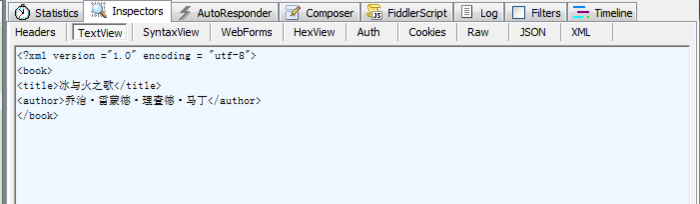 Statistics Inspectors AutoResponder Composer FiddlerScript Log Filters Timeline
Headers TextView SyntaxView WebForms HexView Auth Cookies Raw JSON XML
<?xml version ="1.0" encoding = "utf-8">
<book>
<title>冰与火之歌</title>
<author>乔治·雷蒙德·理查德·马丁</author>
</book>